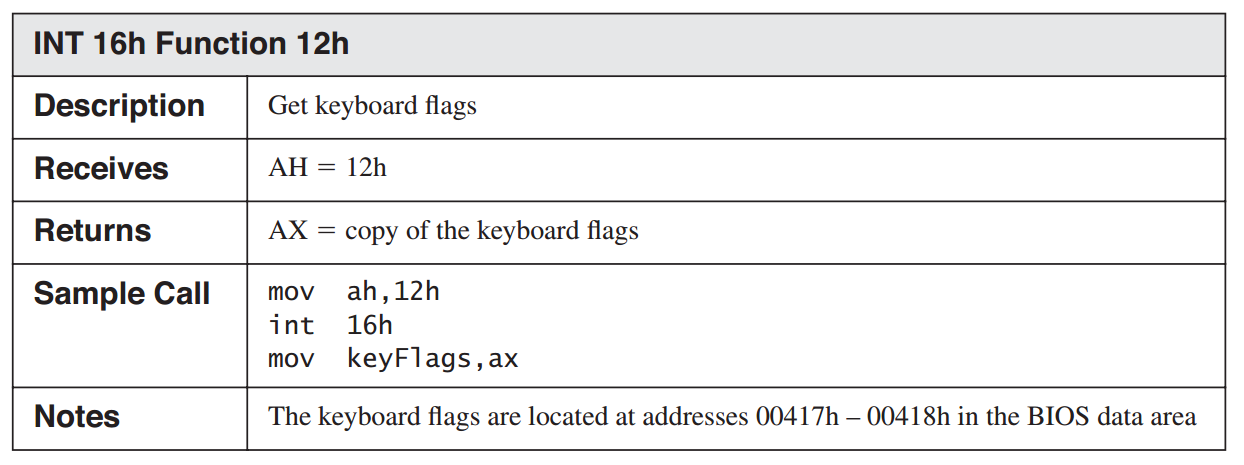 INT 16h Function 12h
Description Get keyboard flags
Receives AH = 12h
Returns AX = copy of the keyboard flags
Sample Call mov ah,12h
int 16h
mov keyFlags,ax
Notes The keyboard flags are located at addresses 00417h – 00418h in the BIOS data area